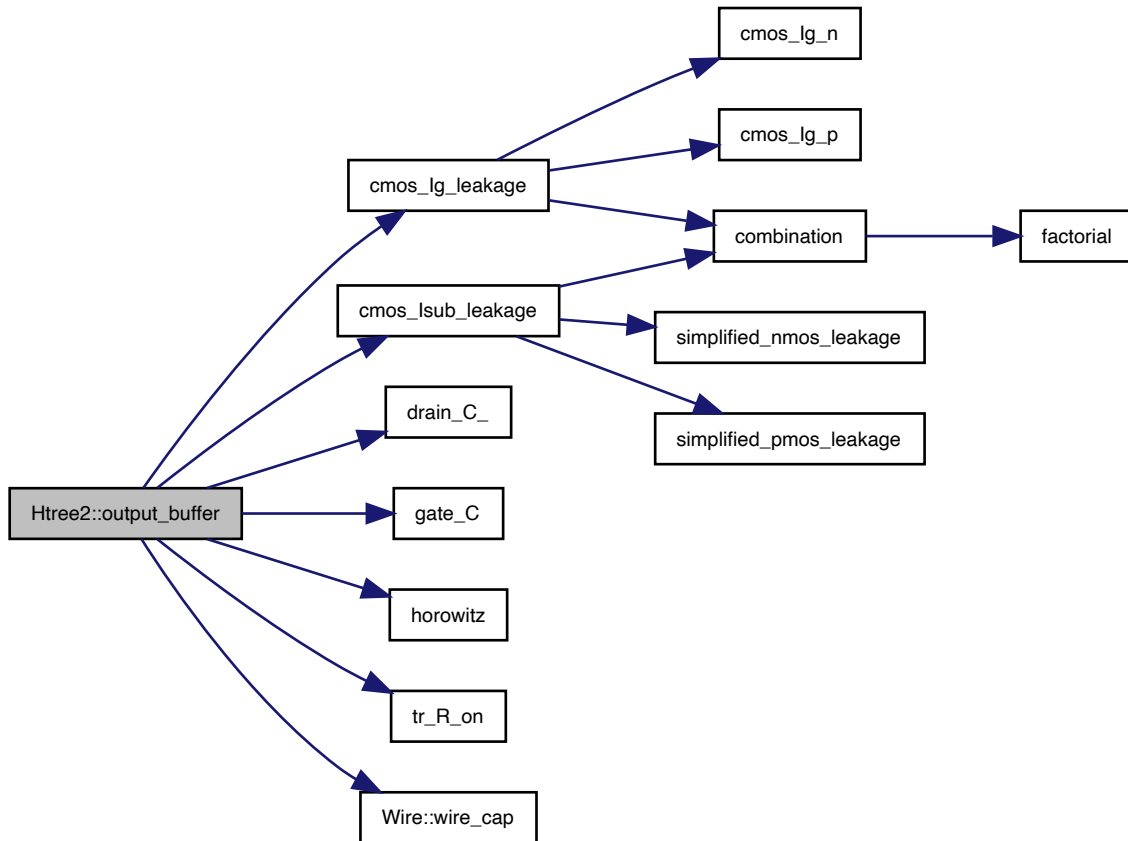 cmos_Ig_n
cmos_Ig_p
cmos_Ig_leakage
combination
factorial
cmos_Isub_leakage
simplified_nmos_leakage
drain_C_
simplified_pmos_leakage
Htree2::output_buffer
gate_C
horowitz
tr_R_on
Wire::wire_cap